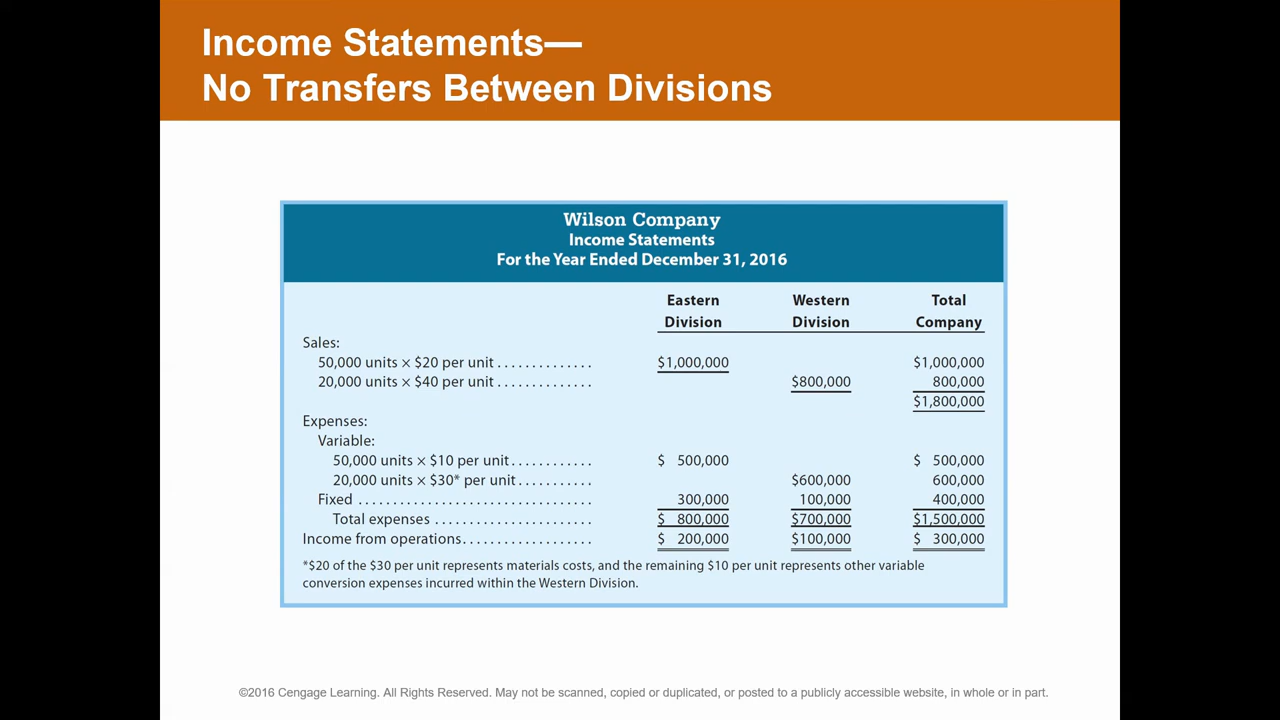 Income Statements—
No Transfers Between Divisions
Wilson Company
Income Statements
For the Year Ended December 31, 2016
Eastern Western Total
Division Division Company
Sales:
50,000 units × $20 per unit .............. $1,000,000 $1,000,000
20,000 units × $40 per unit .............. $800,000 800,000
$1,800,000
Expenses:
Variable:
50,000 units × $10 per unit ............ $ 500,000 $ 500,000
20,000 units × $30* per unit ........... $600,000 600,000
Fixed .................................. 300,000 100,000 400,000
Total expenses ....................... $ 800,000 $700,000 $1,500,000
Income from operations ................... $ 200,000 $100,000 $ 300,000
*$20 of the $30 per unit represents materials costs, and the remaining $10 per unit represents other variable
conversion expenses incurred within the Western Division.
©2016 Cengage Learning. All Rights Reserved. May not be scanned, copied or duplicated, or posted to a publicly accessible website, in whole or in part.